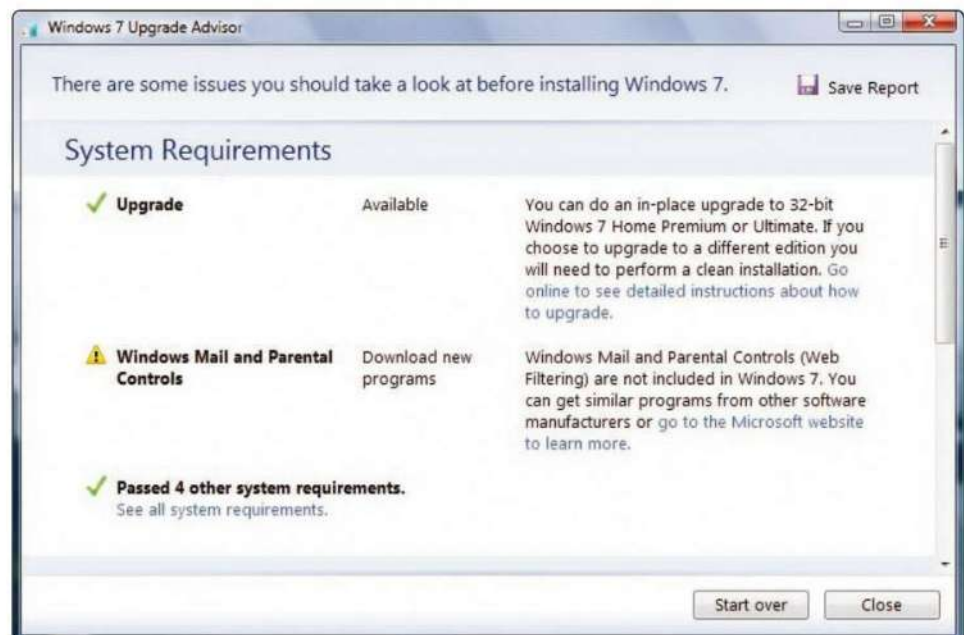 Windows 7 Upgrade Advisor
There are some issues you should take a look at before installing Windows 7.
Save Report
System Requirements
Upgrade
Available
You can do an in-place upgrade to 32-bit
Windows 7 Home Premium or Ultimate. If you
choose to upgrade to a different edition you
will need to perform a clean installation. Go
online to see detailed instructions about how
to upgrade.
Windows Mail and Parental
Controls
Download new
programs
Windows Mail and Parental Controls (Web
Filtering) are not included in Windows 7. You
can get similar programs from other software
manufacturers or go to the Microsoft website
to learn more.
Passed 4 other system requirements.
See all system requirements.
Start over
Close